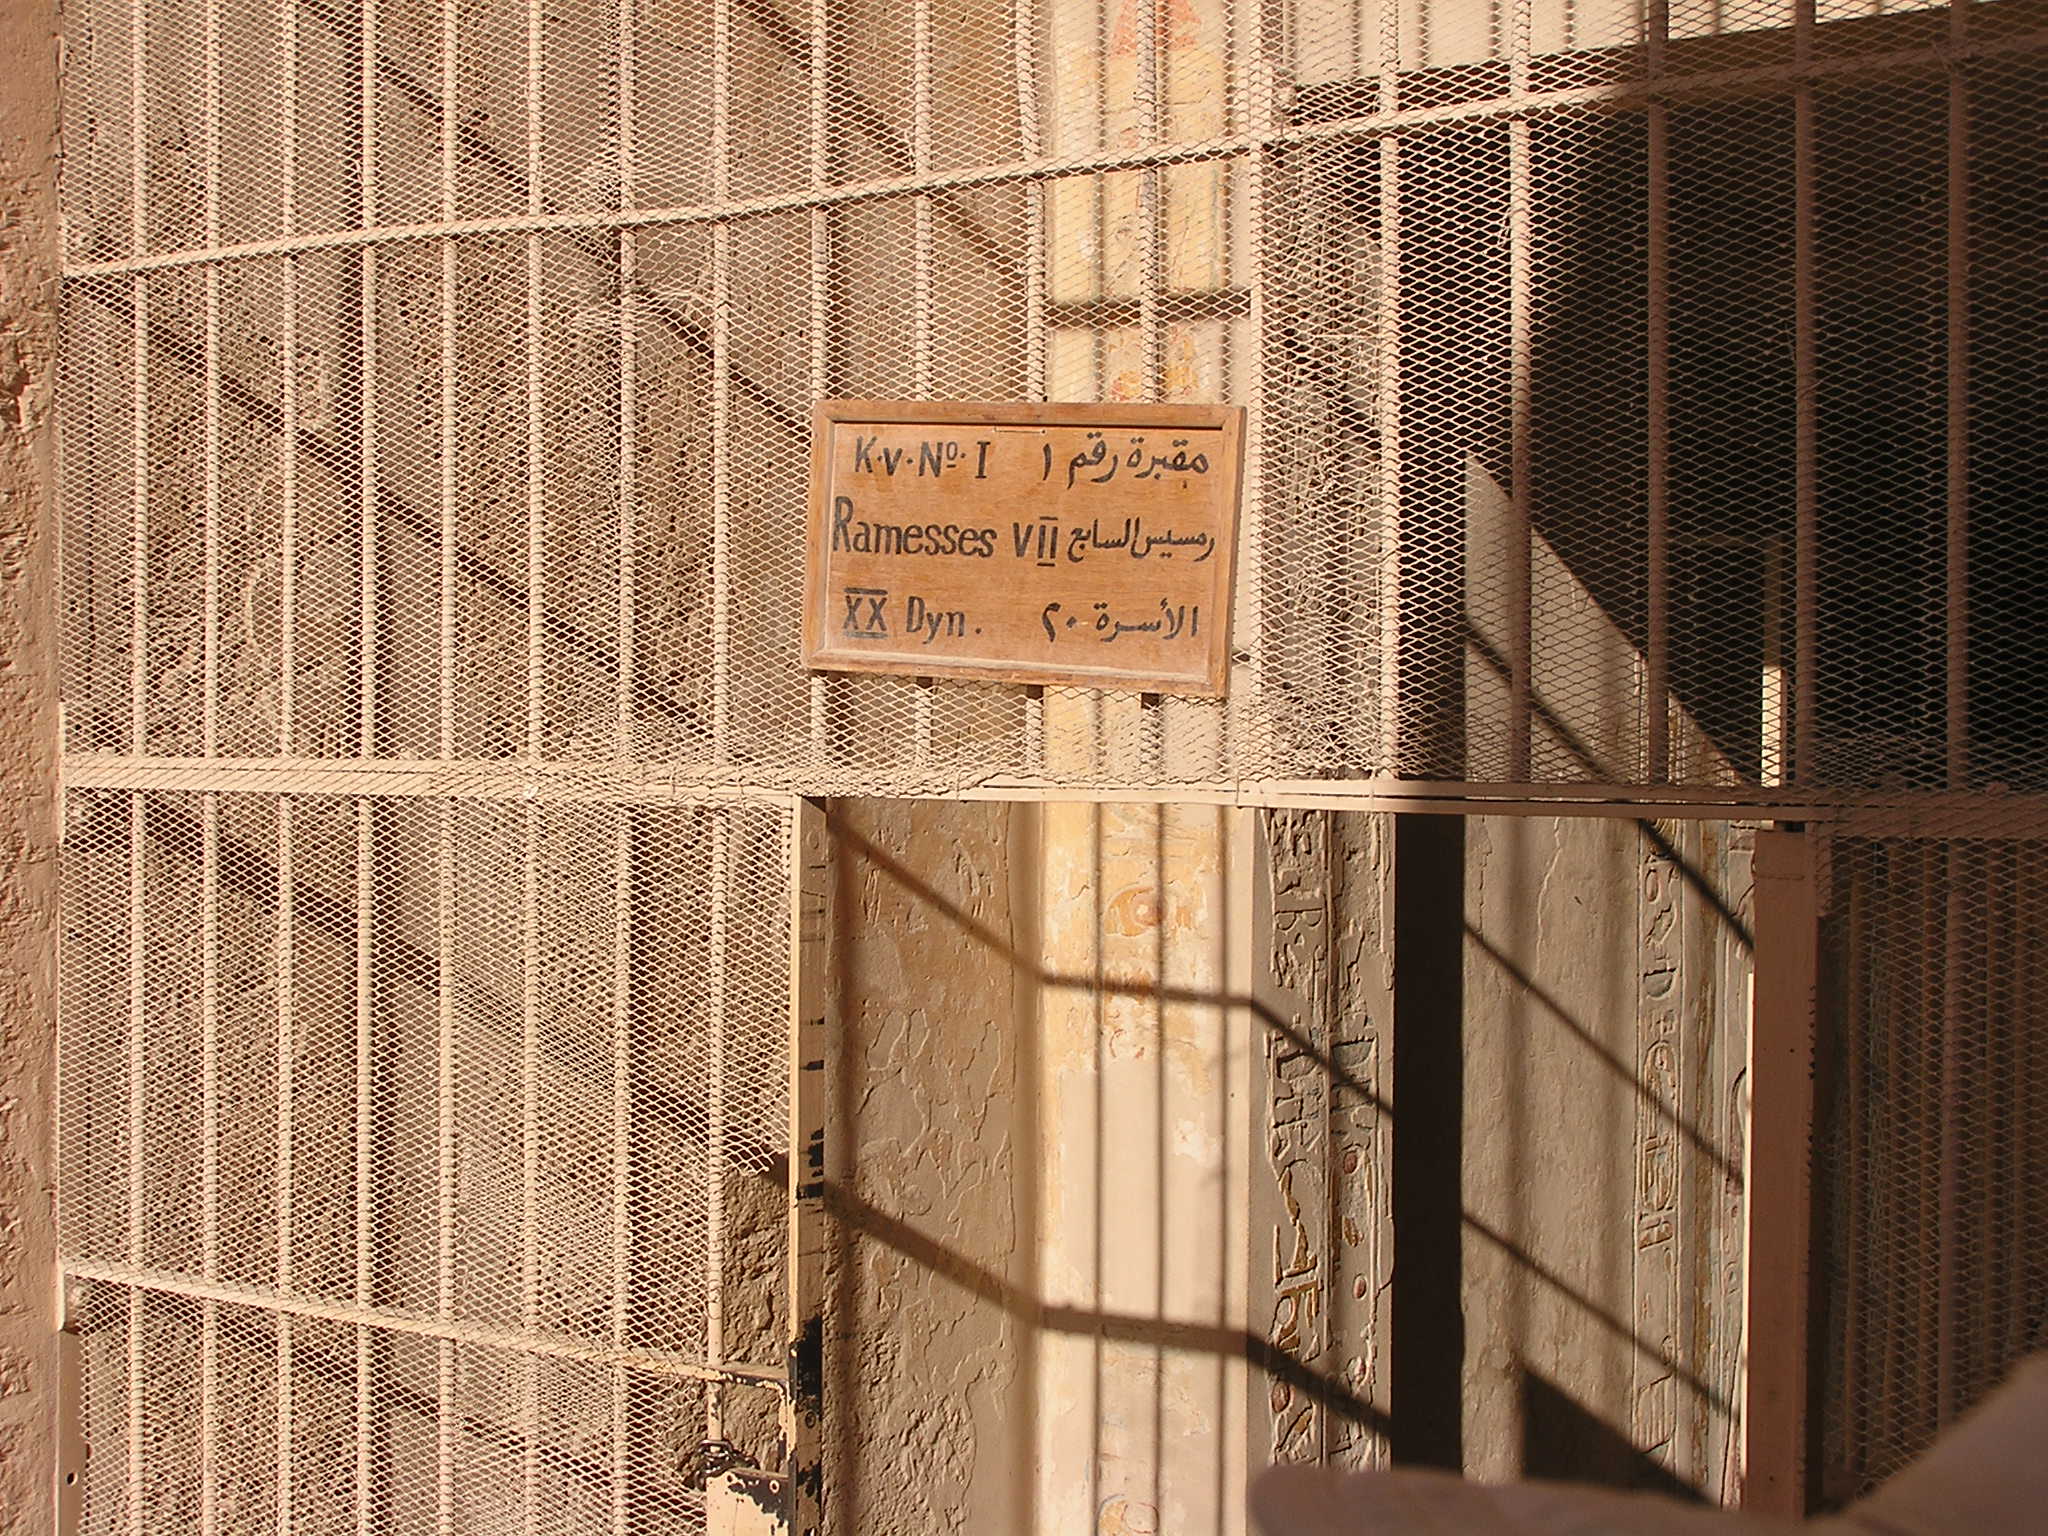 K.V.Nº.I مقبرة رقم ١
Ramesses VII رمسيس السابع
XX Dyn. الأسرة ٢٠